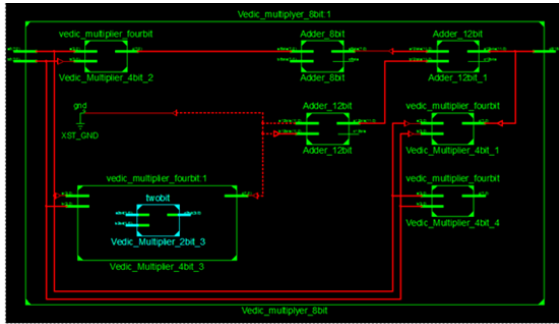 Vedic_multiplyer_8bit:1
vedic_multiplier_fourbit
Vedic_Multiplier_4bit_2
Adder_8bit
Adder_8bit
Adder_12bit
Adder_12bit_1
gnd
XST_GND
Adder_12bit
Adder_12bit
vedic_multiplier_fourbit
Vedic_Multiplier_4bit_1
vedic_multiplier_fourbit:1
twobit
Vedic_Multiplier_2bit_3
Vedic_Multiplier_4bit_3
vedic_multiplier_fourbit
Vedic_Multiplier_4bit_4
Vedic_multiplyer_8bit